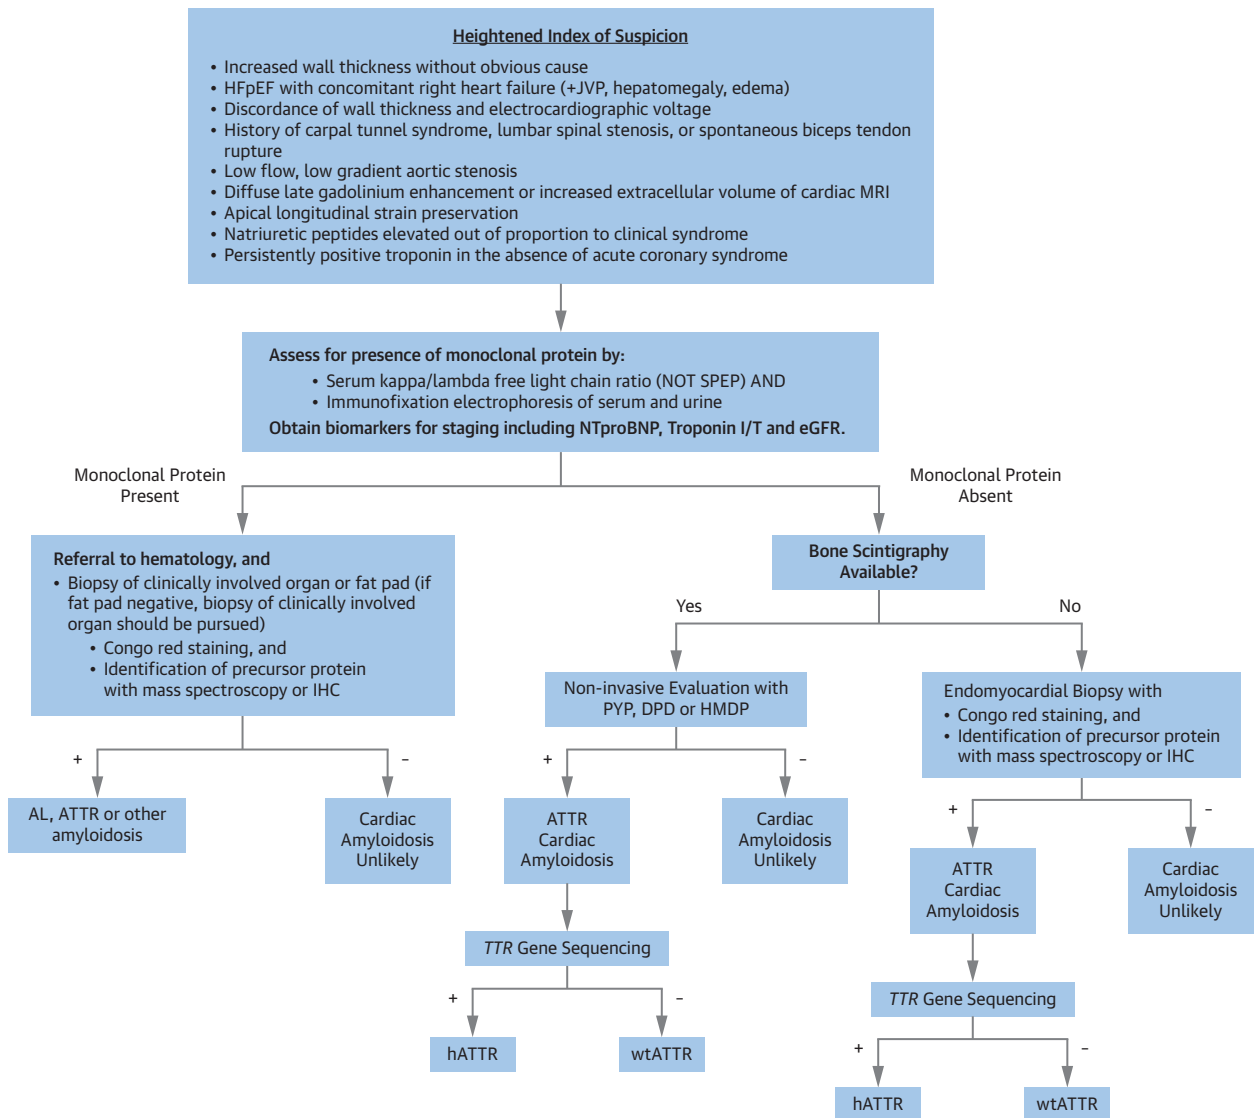 Heightened Index of Suspicion
• Increased wall thickness without obvious cause
• HFpEF with concomitant right heart failure (+JVP, hepatomegaly, edema)
• Discordance of wall thickness and electrocardiographic voltage
• History of carpal tunnel syndrome, lumbar spinal stenosis, or spontaneous biceps tendon
rupture
• Low flow, low gradient aortic stenosis
• Diffuse late gadolinium enhancement or increased extracellular volume of cardiac MRI
• Apical longitudinal strain preservation
• Natriuretic peptides elevated out of proportion to clinical syndrome
• Persistently positive troponin in the absence of acute coronary syndrome
Assess for presence of monoclonal protein by:
• Serum kappa/lambda free light chain ratio (NOT SPEP) AND
• Immunofixation electrophoresis of serum and urine
Obtain biomarkers for staging including NTproBNP, Troponin I/T and eGFR.
Monoclonal Protein
Present
Monoclonal Protein
Absent
Referral to hematology, and
• Biopsy of clinically involved organ or fat pad (if
fat pad negative, biopsy of clinically involved
organ should be pursued)
• Congo red staining, and
• Identification of precursor protein
with mass spectroscopy or IHC
Bone Scintigraphy
Available?
Yes
No
Non-invasive Evaluation with
PYP, DPD or HMDP
Endomyocardial Biopsy with
• Congo red staining, and
• Identification of precursor protein
with mass spectroscopy or IHC
+
–
+
–
+
–
AL, ATTR or other
amyloidosis
Cardiac
Amyloidosis
Unlikely
ATTR
Cardiac
Amyloidosis
Cardiac
Amyloidosis
Unlikely
ATTR
Cardiac
Amyloidosis
Cardiac
Amyloidosis
Unlikely
TTR Gene Sequencing
+
–
hATTR
wtATTR
TTR Gene Sequencing
+
–
hATTR
wtATTR